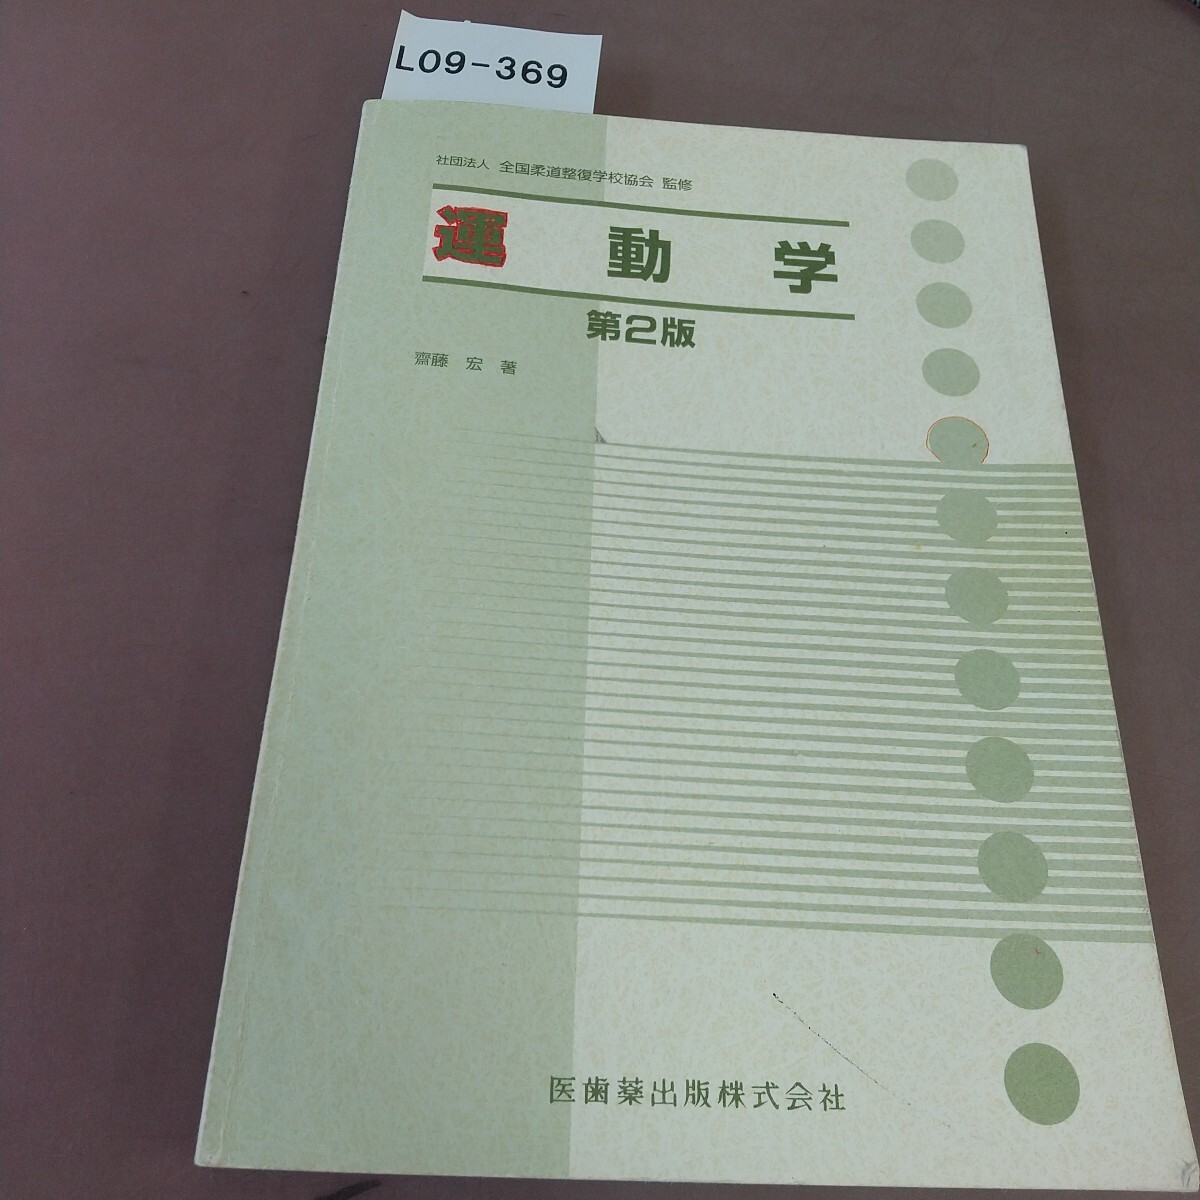 L09-369
社団法人 全国柔道整復学校協会 監修
運動学
第2版
齋藤 宏 著
医歯薬出版株式会社